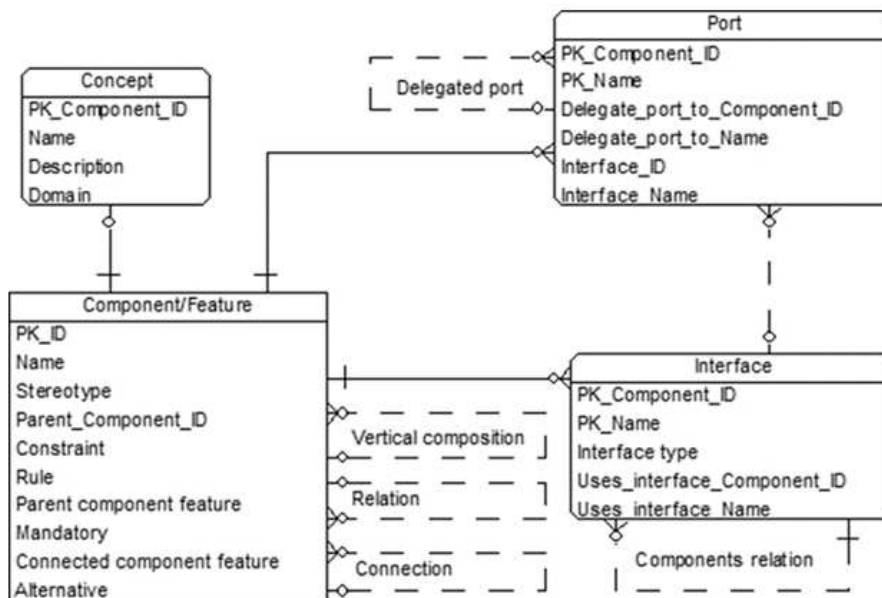 Port
PK_Component_ID
PK_Name
Delegate_port_to_Component_ID
Delegate_port_to_Name
Interface_ID
Interface_Name
Delegated port
Concept
PK_Component_ID
Name
Description
Domain
Component/Feature
PK_ID
Name
Stereotype
Parent_Component_ID
Constraint
Rule
Parent component feature
Mandatory
Connected component feature
Alternative
Vertical composition
Relation
Connection
Interface
PK_Component_ID
PK_Name
Interface type
Uses_interface_Component_ID
Uses_interface_Name
Components relation